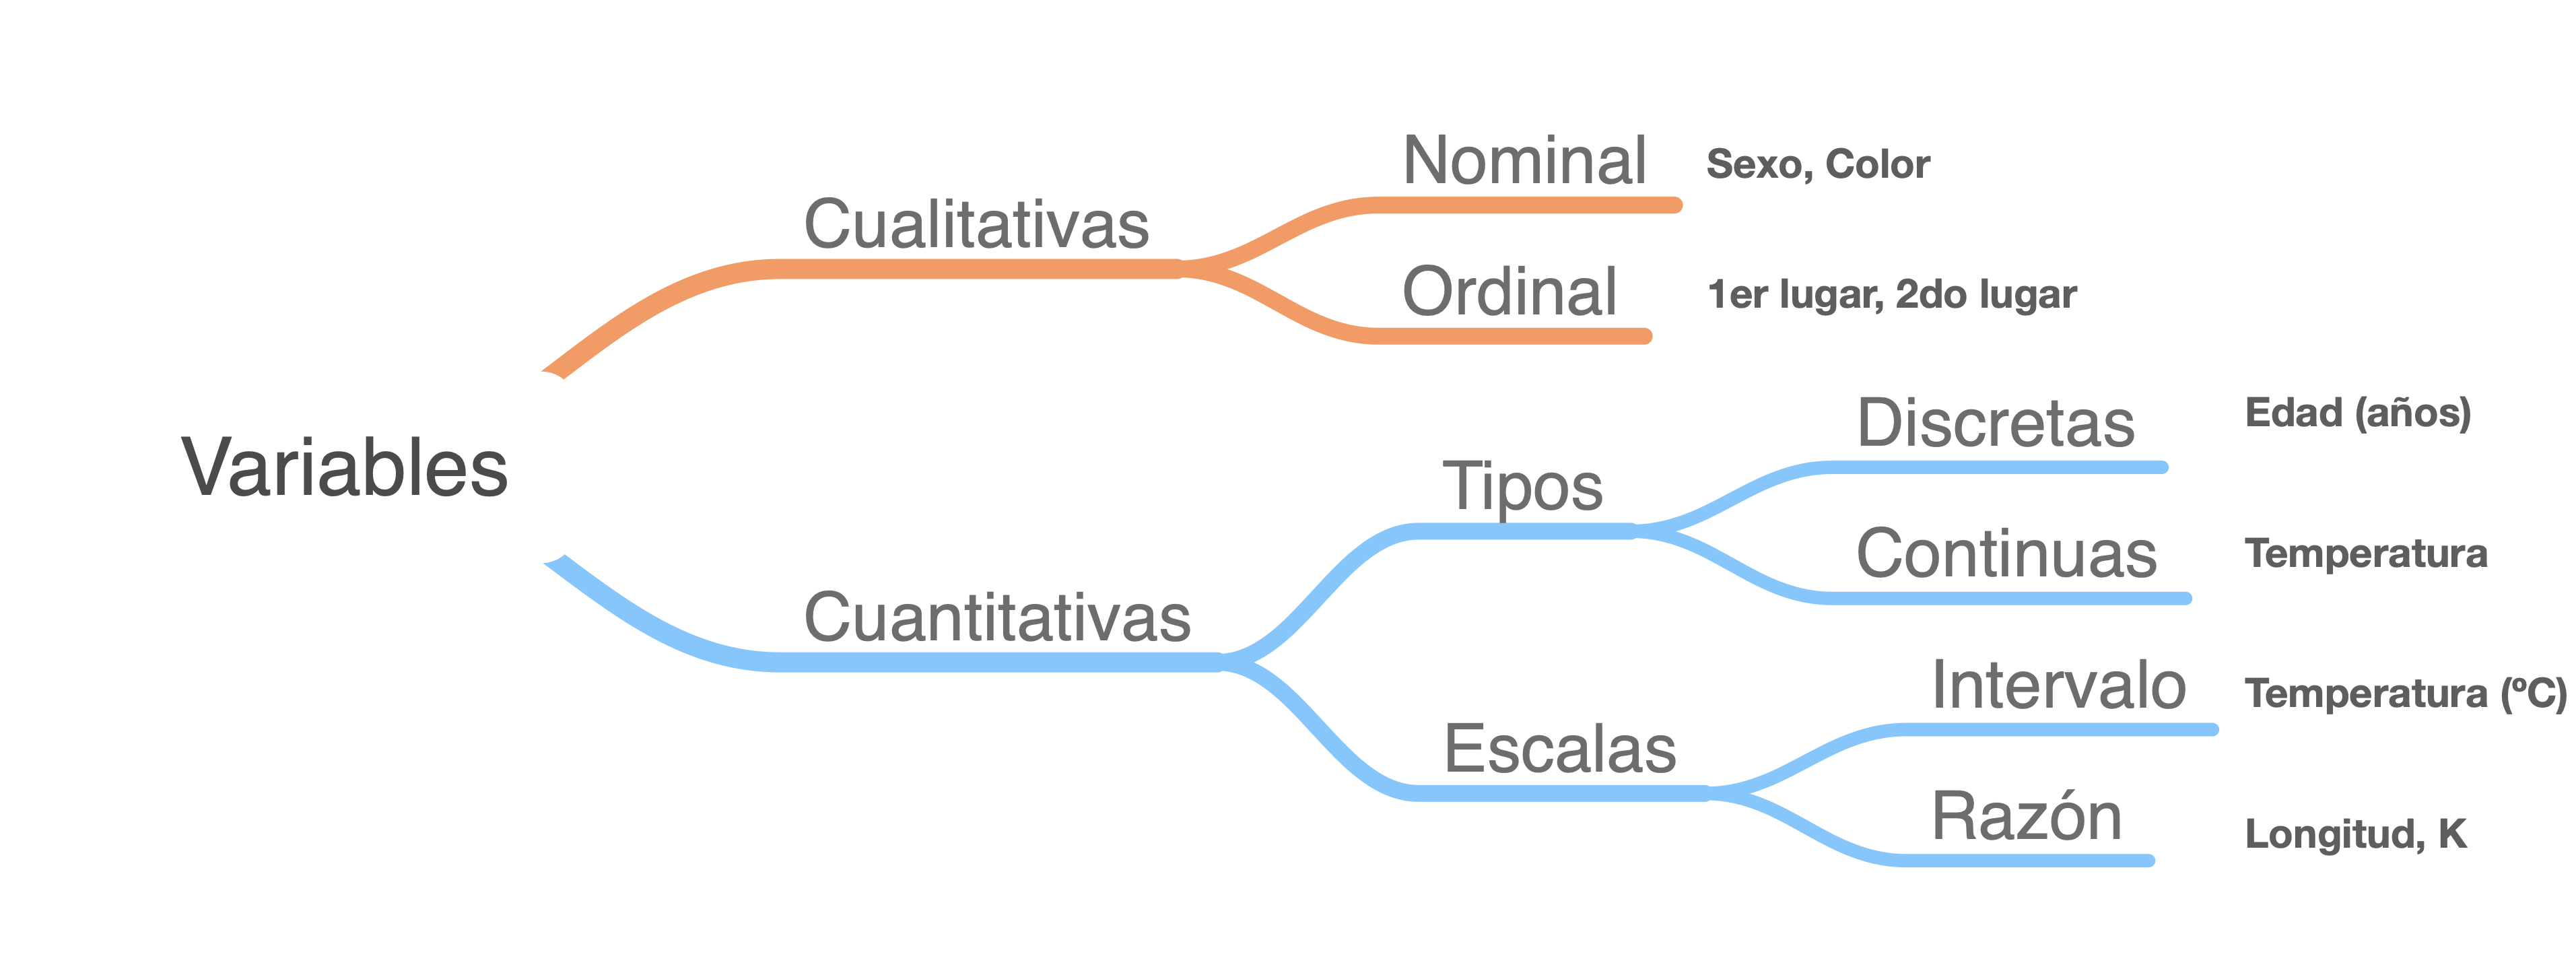 Variables
Cualitativas
Nominal
Sexo, Color
Ordinal
1er lugar, 2do lugar
Cuantitativas
Tipos
Discretas
Edad (años)
Continuas
Temperatura
Escalas
Intervalo
Temperatura (ºC)
Razón
Longitud, K